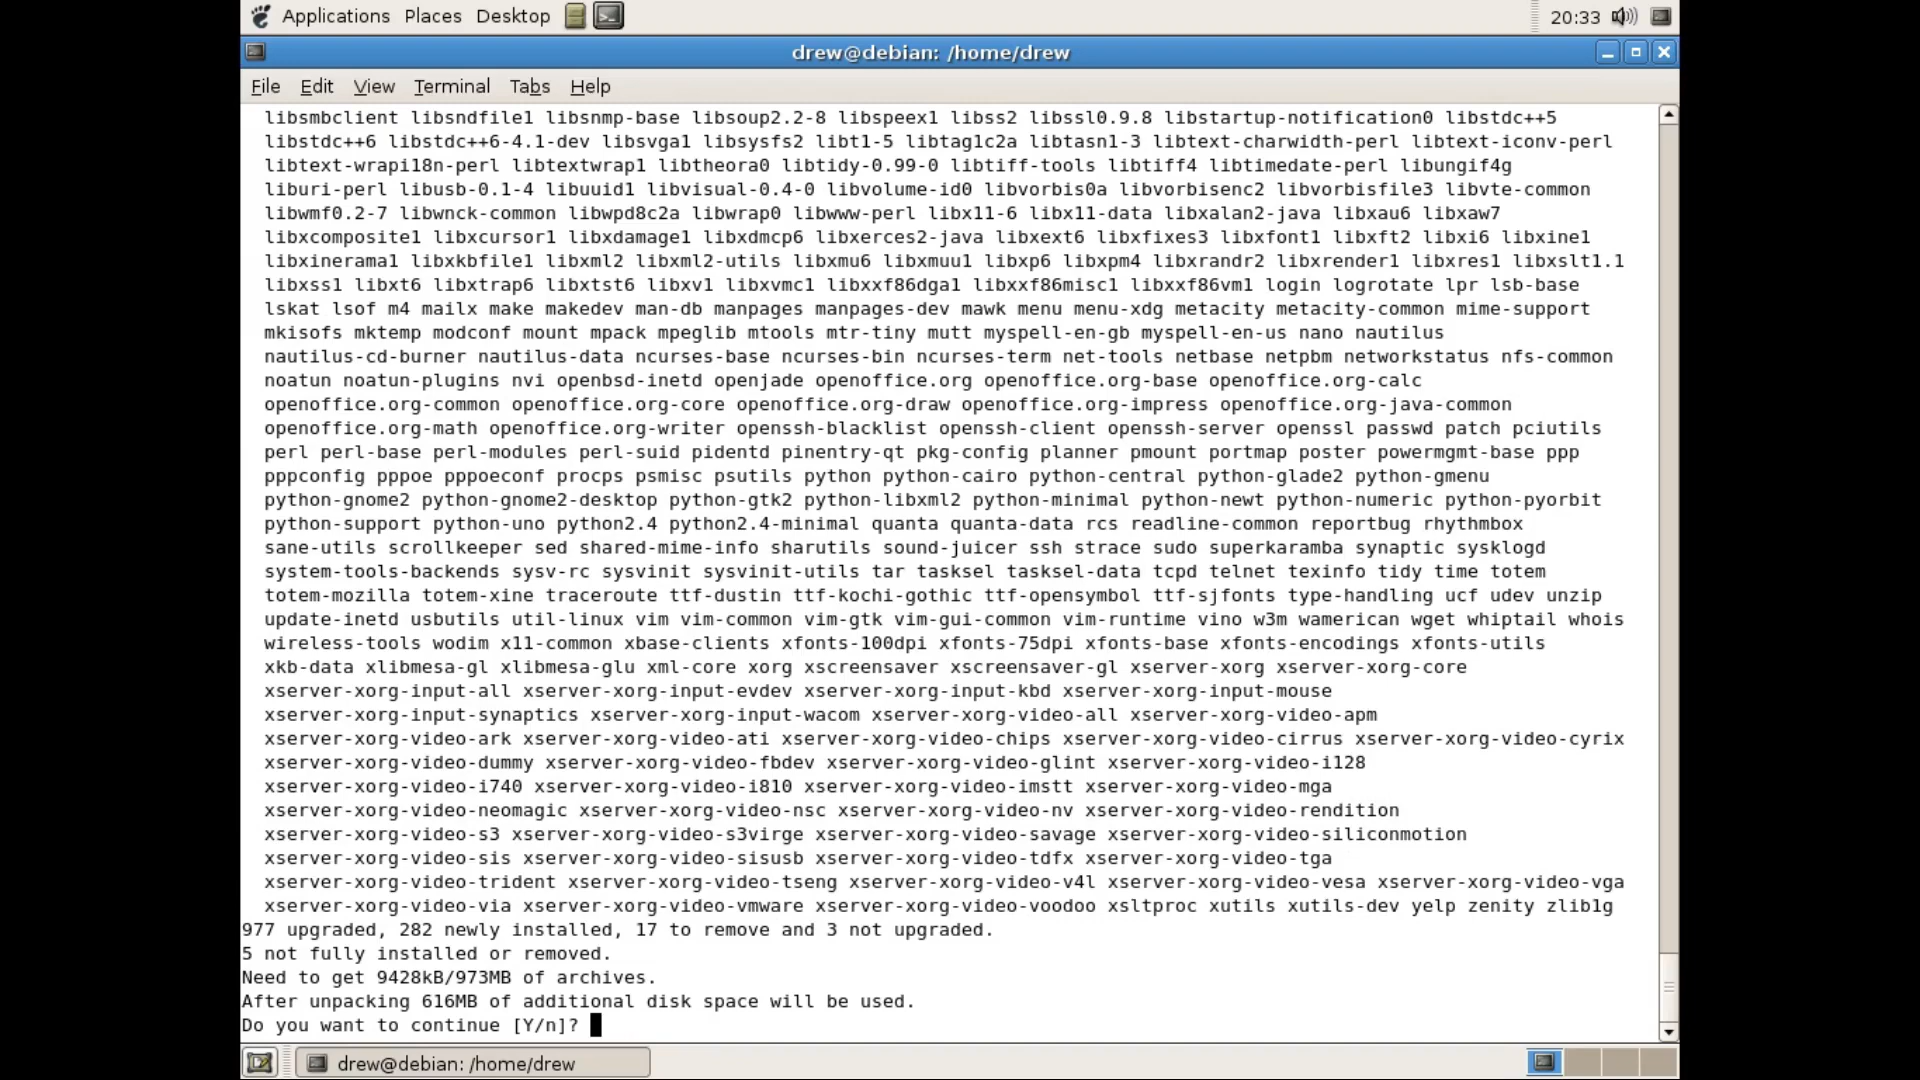 Applications Places Desktop 20:33
drew@debian: /home/drew
File Edit View Terminal Tabs Help
libsmbclient libsndfile1 libsnmp-base libsoup2.2-8 libspeex1 libss2 libssl0.9.8 libstartup-notification0 libstdc++5
libstdc++6 libstdc++6-4.1-dev libsvga1 libsysfs2 libt1-5 libtag1c2a libtasn1-3 libtext-charwidth-perl libtext-iconv-perl
libtext-wrapi18n-perl libtextwrap1 libtheora0 libtidy-0.99-0 libtiff-tools libtiff4 libtimedate-perl libungif4g
liburi-perl libusb-0.1-4 libuuid1 libvisual-0.4-0 libvolume-id0 libvorbis0a libvorbisenc2 libvorbisfile3 libvte-common
libwmf0.2-7 libwnck-common libwpd8c2a libwrap0 libwww-perl libx11-6 libx11-data libxalan2-java libxau6 libxaw7
libxcomposite1 libxcursor1 libxdamage1 libxdmcp6 libxerces2-java libxext6 libxfixes3 libxfont1 libxft2 libxi6 libxine1
libxinerama1 libxkbfile1 libxml2 libxml2-utils libxmu6 libxmuu1 libxp6 libxpm4 libxrandr2 libxrender1 libxres1 libxslt1.1
libxss1 libxt6 libxtrap6 libxtst6 libxv1 libxvmc1 libxxf86dga1 libxxf86misc1 libxxf86vm1 login logrotate lpr lsb-base
lskat lsof m4 mailx make makedev man-db manpages manpages-dev mawk menu menu-xdg metacity metacity-common mime-support
mkisofs mktemp modconf mount mpack mpeglib mtools mtr-tiny mutt myspell-en-gb myspell-en-us nano nautilus
nautilus-cd-burner nautilus-data ncurses-base ncurses-bin ncurses-term net-tools netbase netpbm networkstatus nfs-common
noatun noatun-plugins nvi openbsd-inetd openjade openoffice.org openoffice.org-base openoffice.org-calc
openoffice.org-common openoffice.org-core openoffice.org-draw openoffice.org-impress openoffice.org-java-common
openoffice.org-math openoffice.org-writer openssh-blacklist openssh-client openssh-server openssl passwd patch pciutils
perl perl-base perl-modules perl-suid pidentd pinentry-qt pkg-config planner pmount portmap poster powermgmt-base ppp
pppconfig pppoe pppoeconf procps psmisc psutils python python-cairo python-central python-glade2 python-gmenu
python-gnome2 python-gnome2-desktop python-gtk2 python-libxml2 python-minimal python-newt python-numeric python-pyorbit
python-support python-uno python2.4 python2.4-minimal quanta quanta-data rcs readline-common reportbug rhythmbox
sane-utils scrollkeeper sed shared-mime-info sharutils sound-juicer ssh strace sudo superkaramba synaptic sysklogd
system-tools-backends sysv-rc sysvinit sysvinit-utils tar tasksel tasksel-data tcpd telnet texinfo tidy time totem
totem-mozilla totem-xine traceroute ttf-dustin ttf-kochi-gothic ttf-opensymbol ttf-sjfonts type-handling ucf udev unzip
update-inetd usbutils util-linux vim vim-common vim-gtk vim-gui-common vim-runtime vino w3m wamerican wget whiptail whois
wireless-tools wodim x11-common xbase-clients xfonts-100dpi xfonts-75dpi xfonts-base xfonts-encodings xfonts-utils
xkb-data xlibmesa-gl xlibmesa-glu xml-core xorg xscreensaver xscreensaver-gl xserver-xorg xserver-xorg-core
xserver-xorg-input-all xserver-xorg-input-evdev xserver-xorg-input-kbd xserver-xorg-input-mouse
xserver-xorg-input-synaptics xserver-xorg-input-wacom xserver-xorg-video-all xserver-xorg-video-apm
xserver-xorg-video-ark xserver-xorg-video-ati xserver-xorg-video-chips xserver-xorg-video-cirrus xserver-xorg-video-cyrix
xserver-xorg-video-dummy xserver-xorg-video-fbdev xserver-xorg-video-glint xserver-xorg-video-i128
xserver-xorg-video-i740 xserver-xorg-video-i810 xserver-xorg-video-imstt xserver-xorg-video-mga
xserver-xorg-video-neomagic xserver-xorg-video-nsc xserver-xorg-video-nv xserver-xorg-video-rendition
xserver-xorg-video-s3 xserver-xorg-video-s3virge xserver-xorg-video-savage xserver-xorg-video-siliconmotion
xserver-xorg-video-sis xserver-xorg-video-sisusb xserver-xorg-video-tdfx xserver-xorg-video-tga
xserver-xorg-video-trident xserver-xorg-video-tseng xserver-xorg-video-v4l xserver-xorg-video-vesa xserver-xorg-video-vga
xserver-xorg-video-via xserver-xorg-video-vmware xserver-xorg-video-voodoo xsltproc xutils xutils-dev yelp zenity zlib1g
977 upgraded, 282 newly installed, 17 to remove and 3 not upgraded.
5 not fully installed or removed.
Need to get 9428kB/973MB of archives.
After unpacking 616MB of additional disk space will be used.
Do you want to continue [Y/n]?
drew@debian: /home/drew